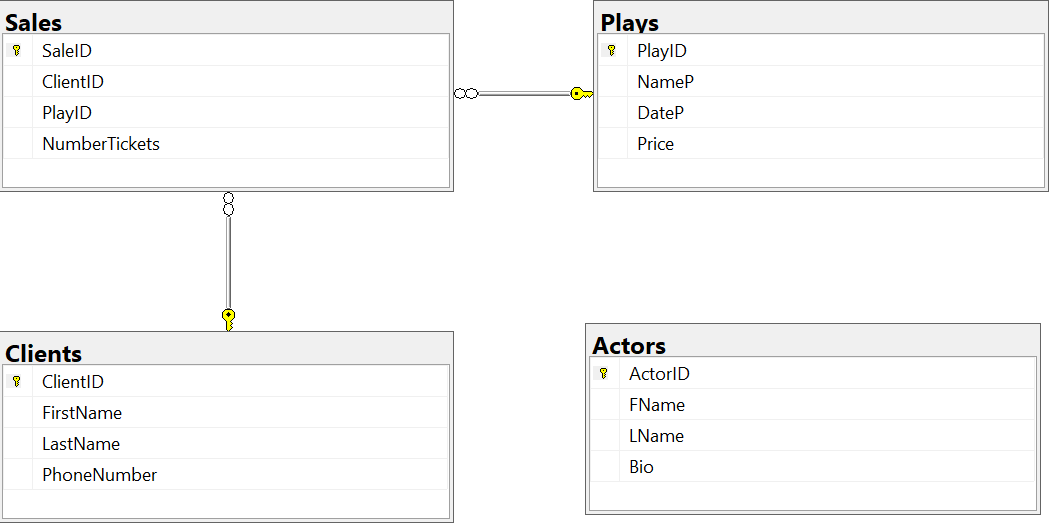 Sales
SaleID
ClientID
PlayID
NumberTickets
Plays
PlayID
NameP
DateP
Price
Clients
ClientID
FirstName
LastName
PhoneNumber
Actors
ActorID
FName
LName
Bio